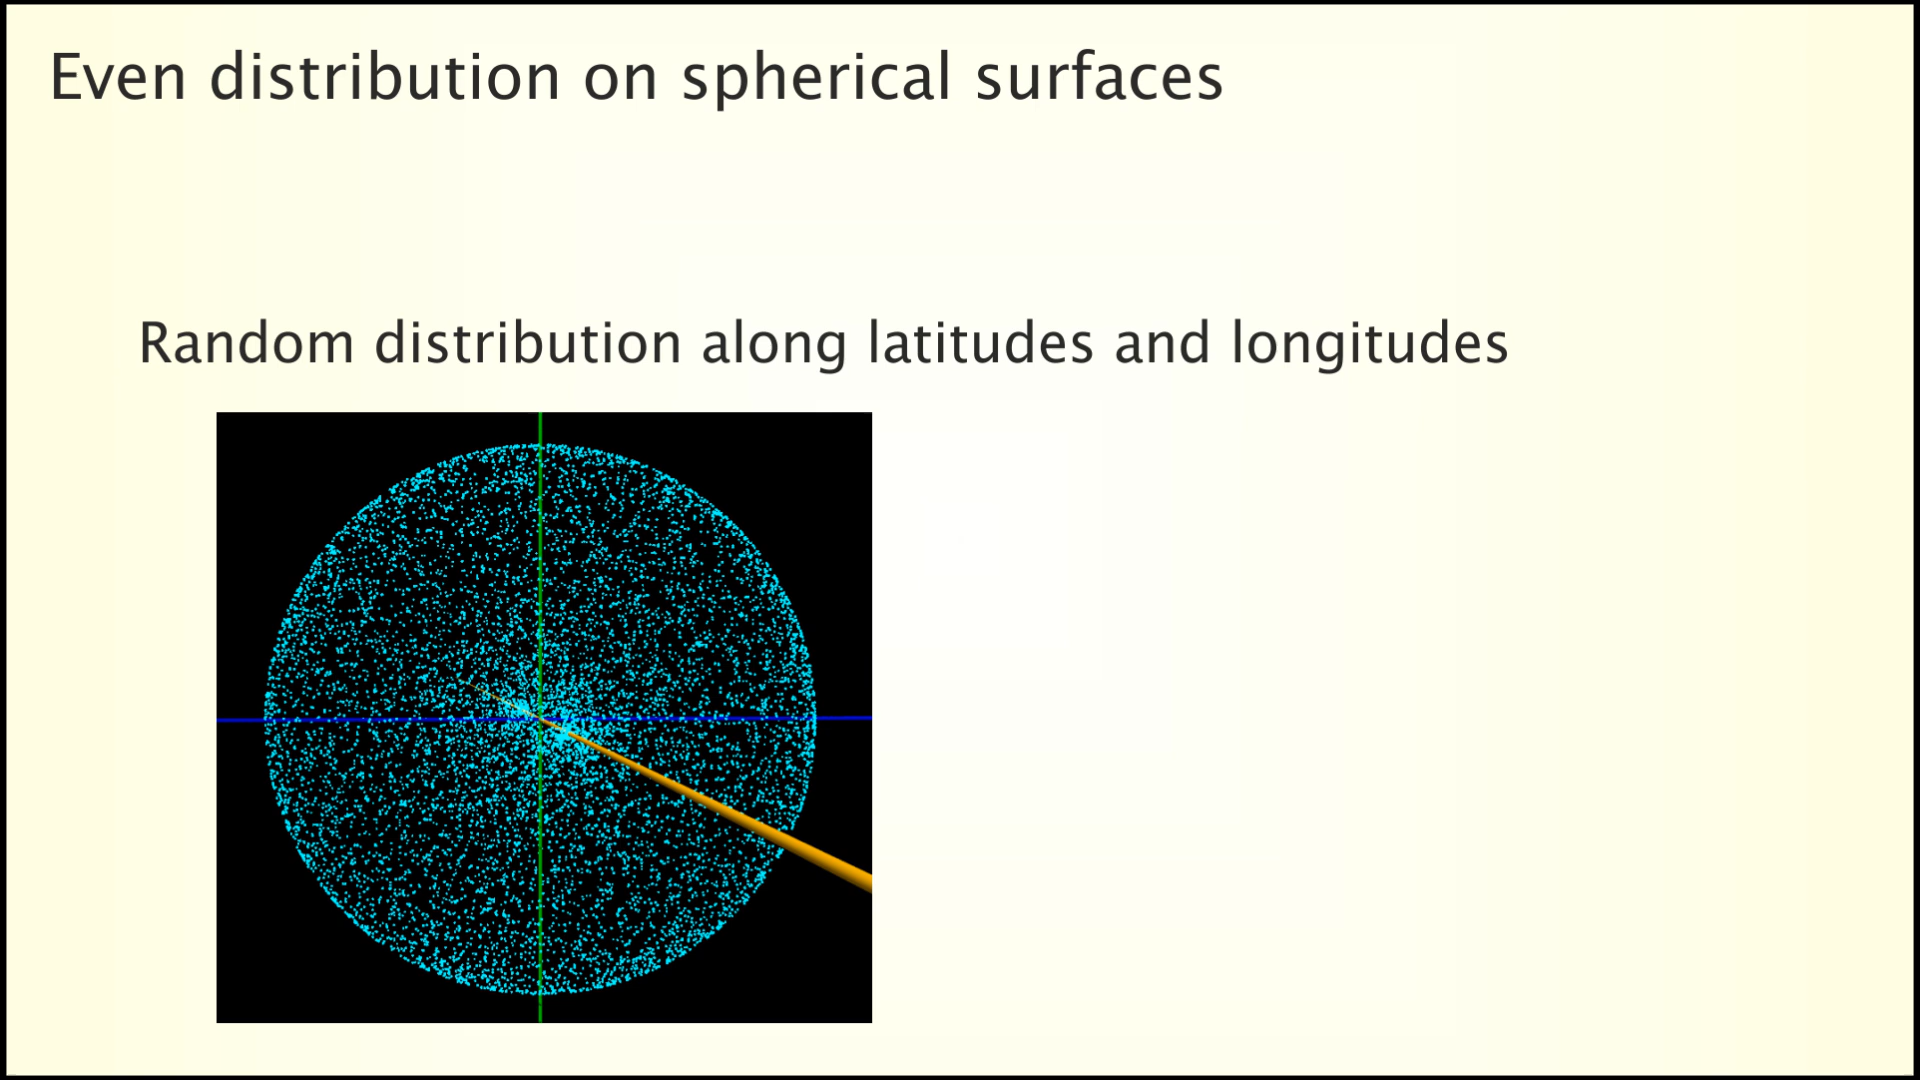 Even distribution on spherical surfaces
Random distribution along latitudes and longitudes